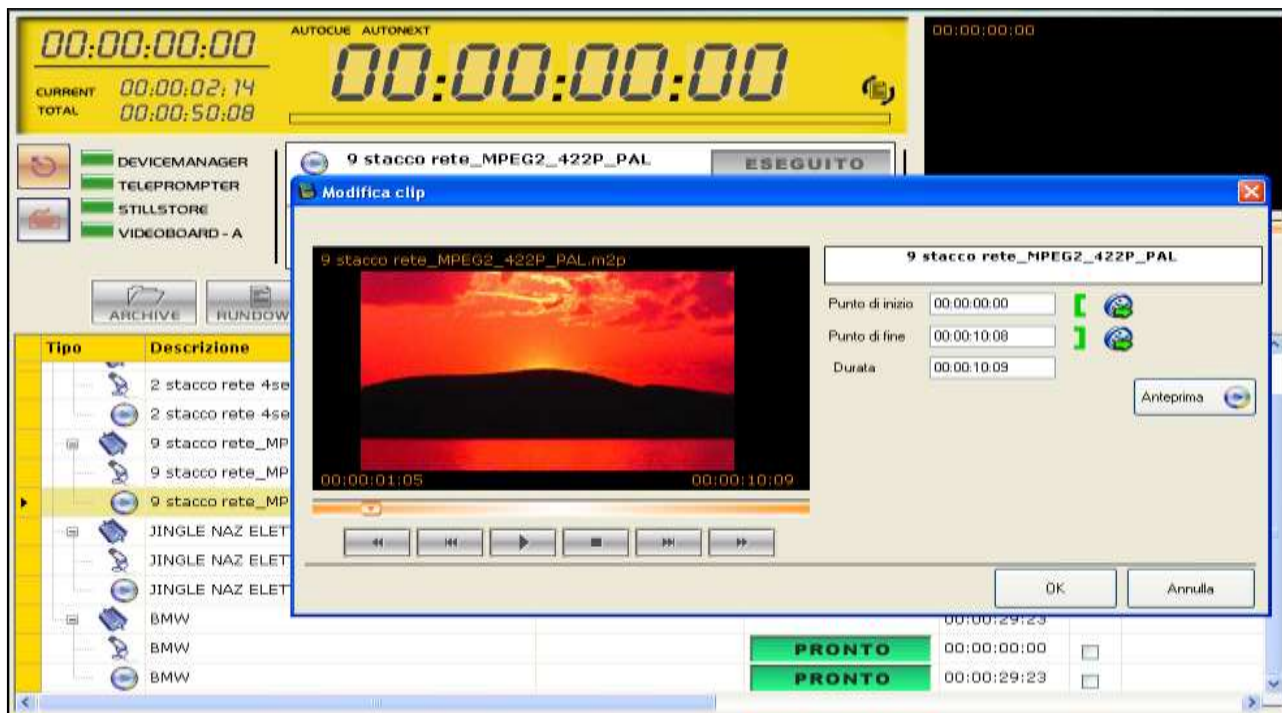 00:00:00:00
AUTOCUE AUTONEXT
00:00:00:00
00:00:00:00
CURRENT 00:00:02:14
TOTAL 00:00:50:08
DEVICEMANAGER
TELEPROMPTER
STILLSTORE
VIDEOBOARD - A
9 stacco rete_MPEG2_422P_PAL
ESEGUITO
Modifica clip
9 stacco rete_MPEG2_422P_PAL.m2p
00:00:01:05
00:00:10:09
9 stacco rete_MPEG2_422P_PAL
Punto di inizio 00:00:00:00
Punto di fine 00:00:10:08
Durata 00:00:10:09
Anteprima
OK
Annulla
ARCHIVE
RUNDOW
Tipo Descrizione
2 stacco rete 4se
2 stacco rete 4se
9 stacco rete_MP
9 stacco rete_MP
9 stacco rete_MP
JINGLE NAZ ELET
JINGLE NAZ ELET
JINGLE NAZ ELET
BMW 00:00:29:23
BMW PRONTO 00:00:00:00
BMW PRONTO 00:00:29:23